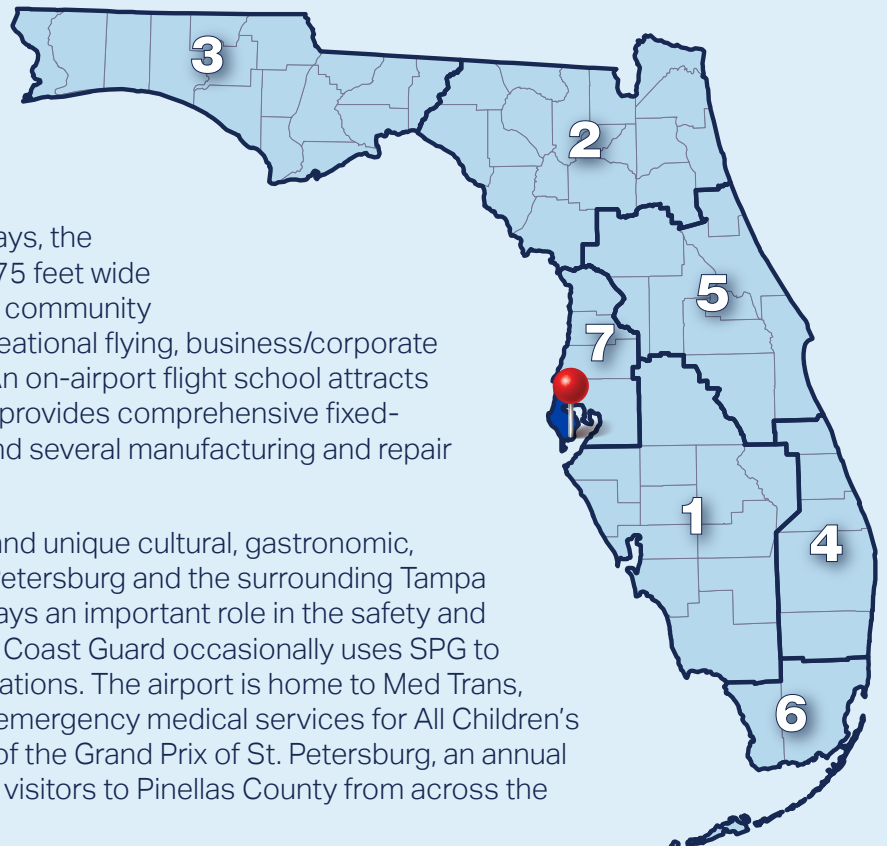 3
2
ays, the
75 feet wide
community
5
7
eational flying, business/corporate
An on-airport flight school attracts
provides comprehensive fixed-
nd several manufacturing and repair
1
and unique cultural, gastronomic,
4
Petersburg and the surrounding Tampa
ays an important role in the safety and
Coast Guard occasionally uses SPG to
ations. The airport is home to Med Trans,
emergency medical services for All Children's
6
of the Grand Prix of St. Petersburg, an annual
visitors to Pinellas County from across the